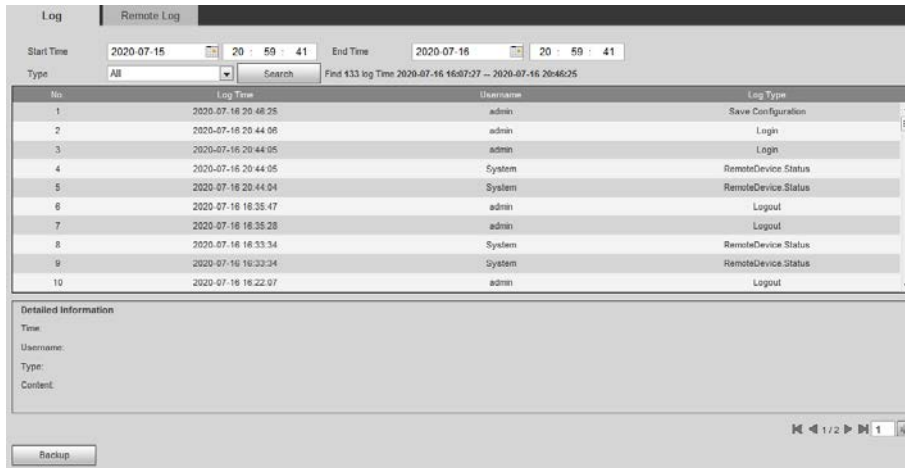 Log Remote Log
Start Time 2020-07-15 20 : 59 : 41 End Time 2020-07-16 20 : 59 : 41
Type All Search Find 133 log Time 2020-07-16 16:07:27 -- 2020-07-16 20:46:25
No. Log Time Username Log Type
1 2020-07-16 20:46:25 admin Save Configuration
2 2020-07-16 20:44:06 admin Login
3 2020-07-16 20:44:05 admin Login
4 2020-07-16 20:44:05 System RemoteDevice.Status
5 2020-07-16 20:44:04 System RemoteDevice.Status
6 2020-07-16 16:35:47 admin Logout
7 2020-07-16 16:35:28 admin Logout
8 2020-07-16 16:33:34 System RemoteDevice.Status
9 2020-07-16 16:33:34 System RemoteDevice.Status
10 2020-07-16 16:22:07 admin Logout
Detailed Information
Time:
Username:
Type:
Content:
1/2 1
Backup